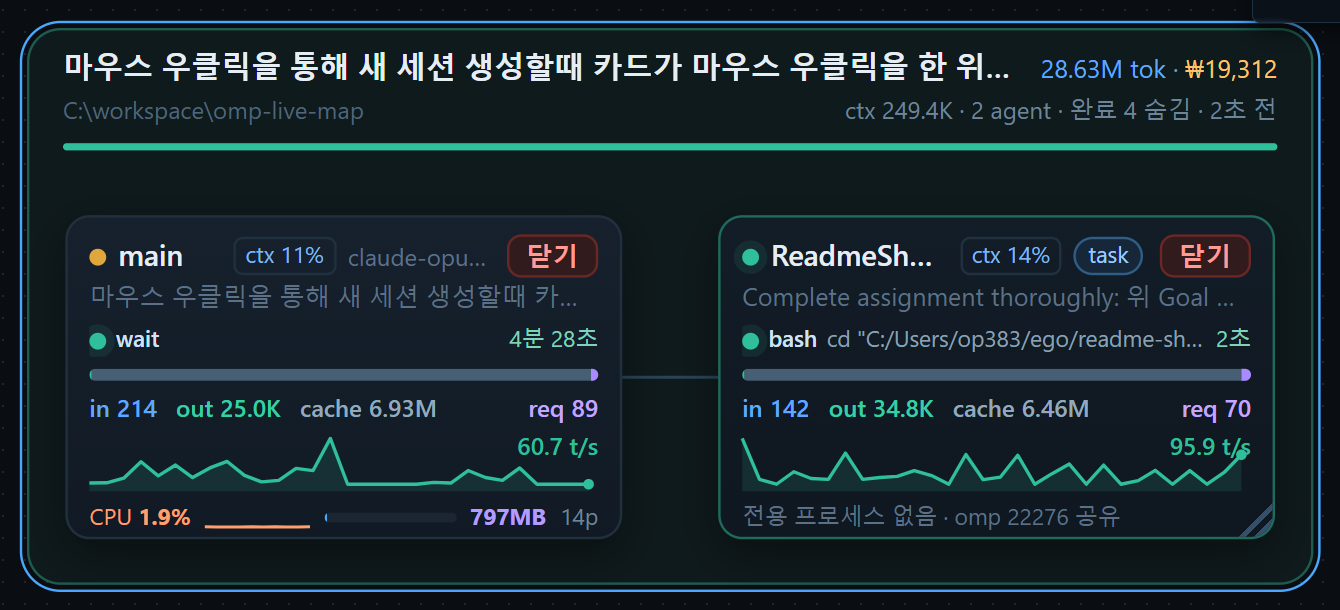 마우스 우클릭을 통해 새 세션 생성할때 카드가 마우스 우클릭을 한 위... 28.63M tok · ₩19,312
C:\workspace\omp-live-map ctx 249.4K · 2 agent · 완료 4 숨김 · 2초 전
main ctx 11% claude-opu... 닫기
마우스 우클릭을 통해 새 세션 생성할때 카...
wait 4분 28초
in 214 out 25.0K cache 6.93M req 89
60.7 t/s
CPU 1.9% 797MB 14p
ReadmeSh... ctx 14% task 닫기
Complete assignment thoroughly: 위 Goal ...
bash cd "C:/Users/op383/ego/readme-sh... 2초
in 142 out 34.8K cache 6.46M req 70
95.9 t/s
전용 프로세스 없음 · omp 22276 공유